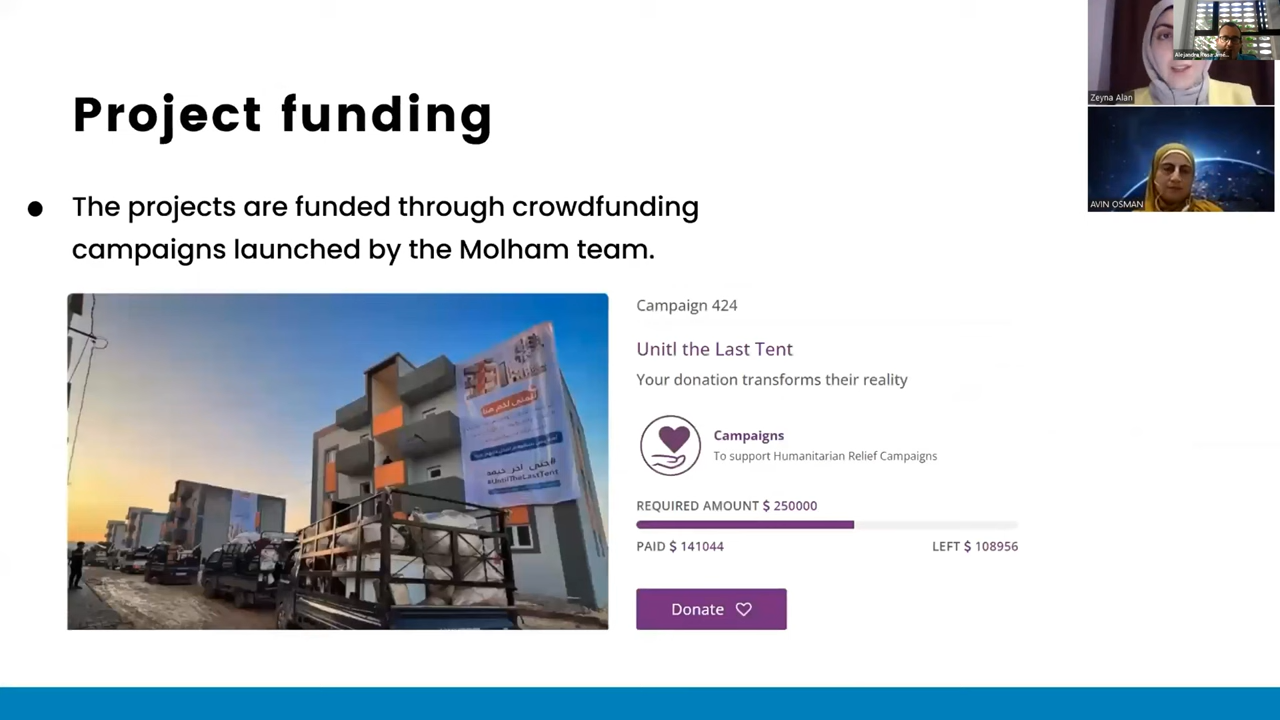 Project funding
● The projects are funded through crowdfunding
campaigns launched by the Molham team.
Campaign 424
Unitl the Last Tent
Your donation transforms their reality
Campaigns
To support Humanitarian Relief Campaigns
REQUIRED AMOUNT $ 250000
PAID $ 141044
LEFT $ 108956
Donate
#حتى_آخر_خيمة
#UntilTheLastTent
Zeyna Alan
AVIN OSMAN